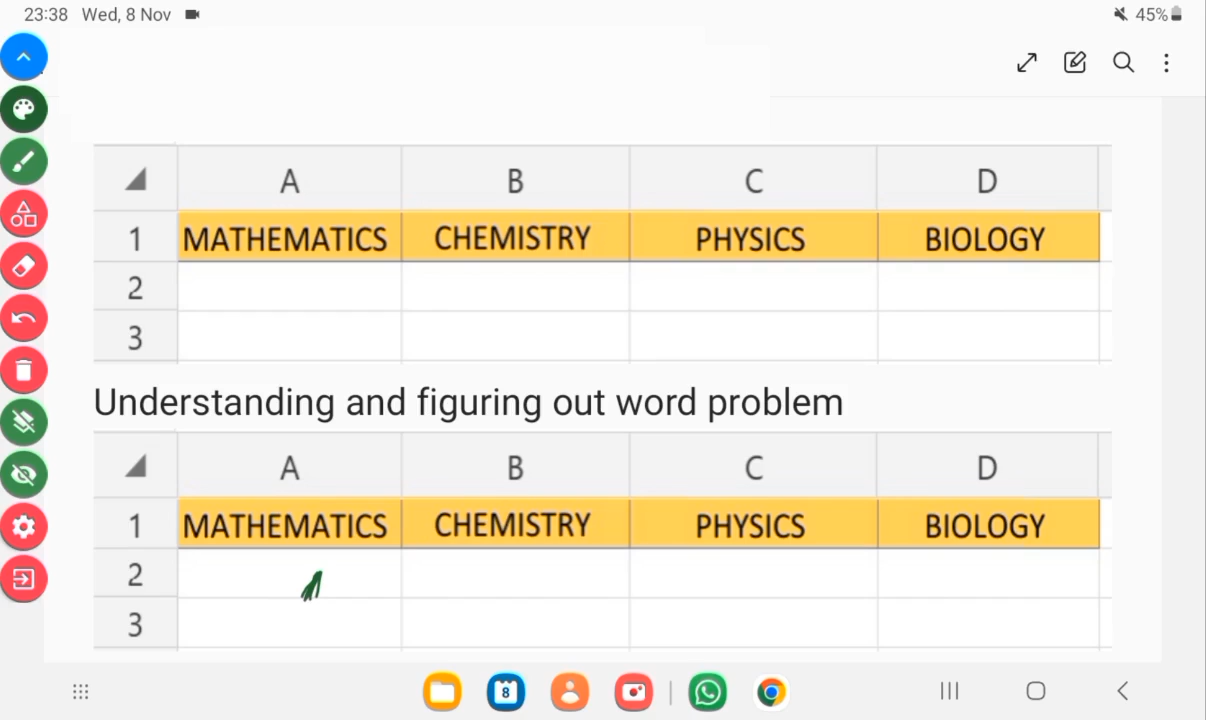 23:38 Wed, 8 Nov 45%
A B C D
1 MATHEMATICS CHEMISTRY PHYSICS BIOLOGY
2
3
Understanding and figuring out word problem
A B C D
1 MATHEMATICS CHEMISTRY PHYSICS BIOLOGY
2
3
8